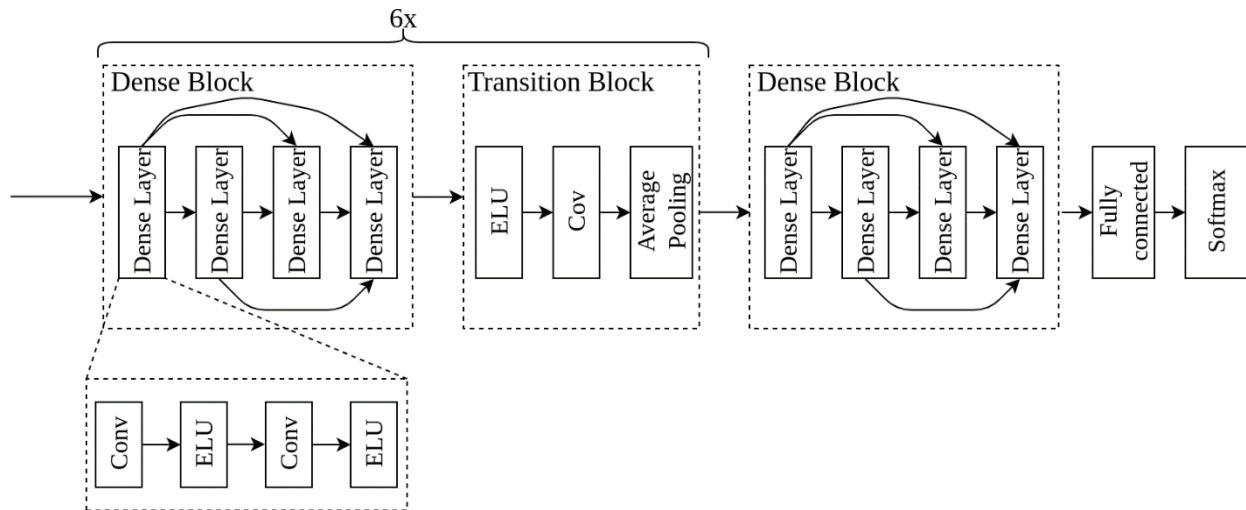 6x
Dense Block
Transition Block
Dense Block
Dense Layer
Dense Layer
Dense Layer
Dense Layer
ELU
Cov
Average
Pooling
Dense Layer
Dense Layer
Dense Layer
Dense Layer
Fully
connected
Softmax
Conv
ELU
Conv
ELU